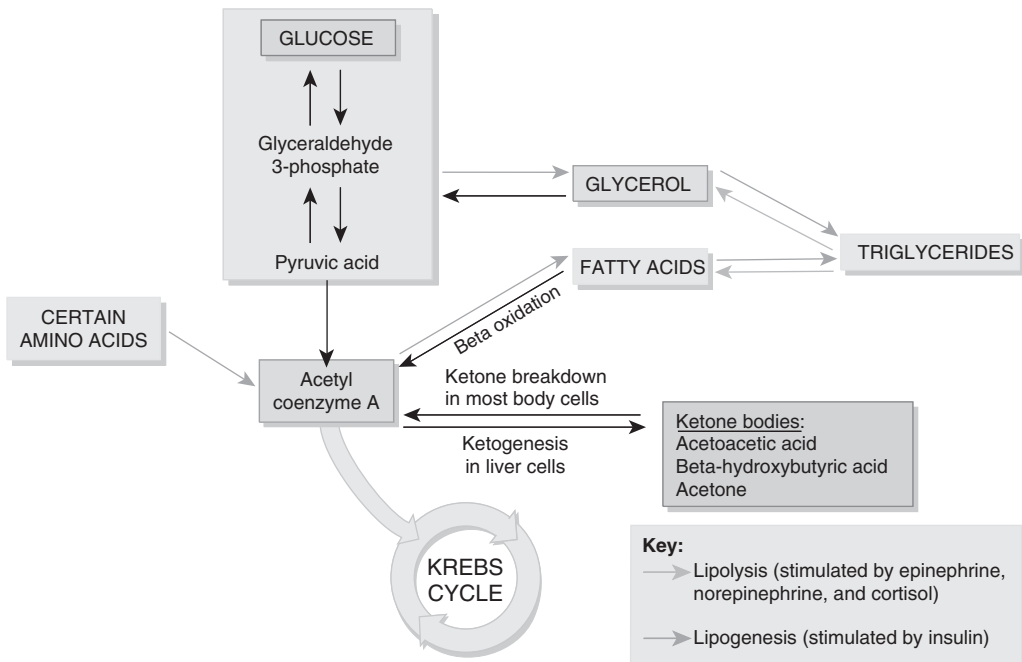 GLUCOSE
Glyceraldehyde
3-phosphate
Pyruvic acid
GLYCEROL
TRIGLYCERIDES
FATTY ACIDS
Beta oxidation
CERTAIN
AMINO ACIDS
Acetyl
coenzyme A
Ketone breakdown
in most body cells
Ketogenesis
in liver cells
Ketone bodies:
Acetoacetic acid
Beta-hydroxybutyric acid
Acetone
KREBS
CYCLE
Key:
Lipolysis (stimulated by epinephrine,
norepinephrine, and cortisol)
Lipogenesis (stimulated by insulin)